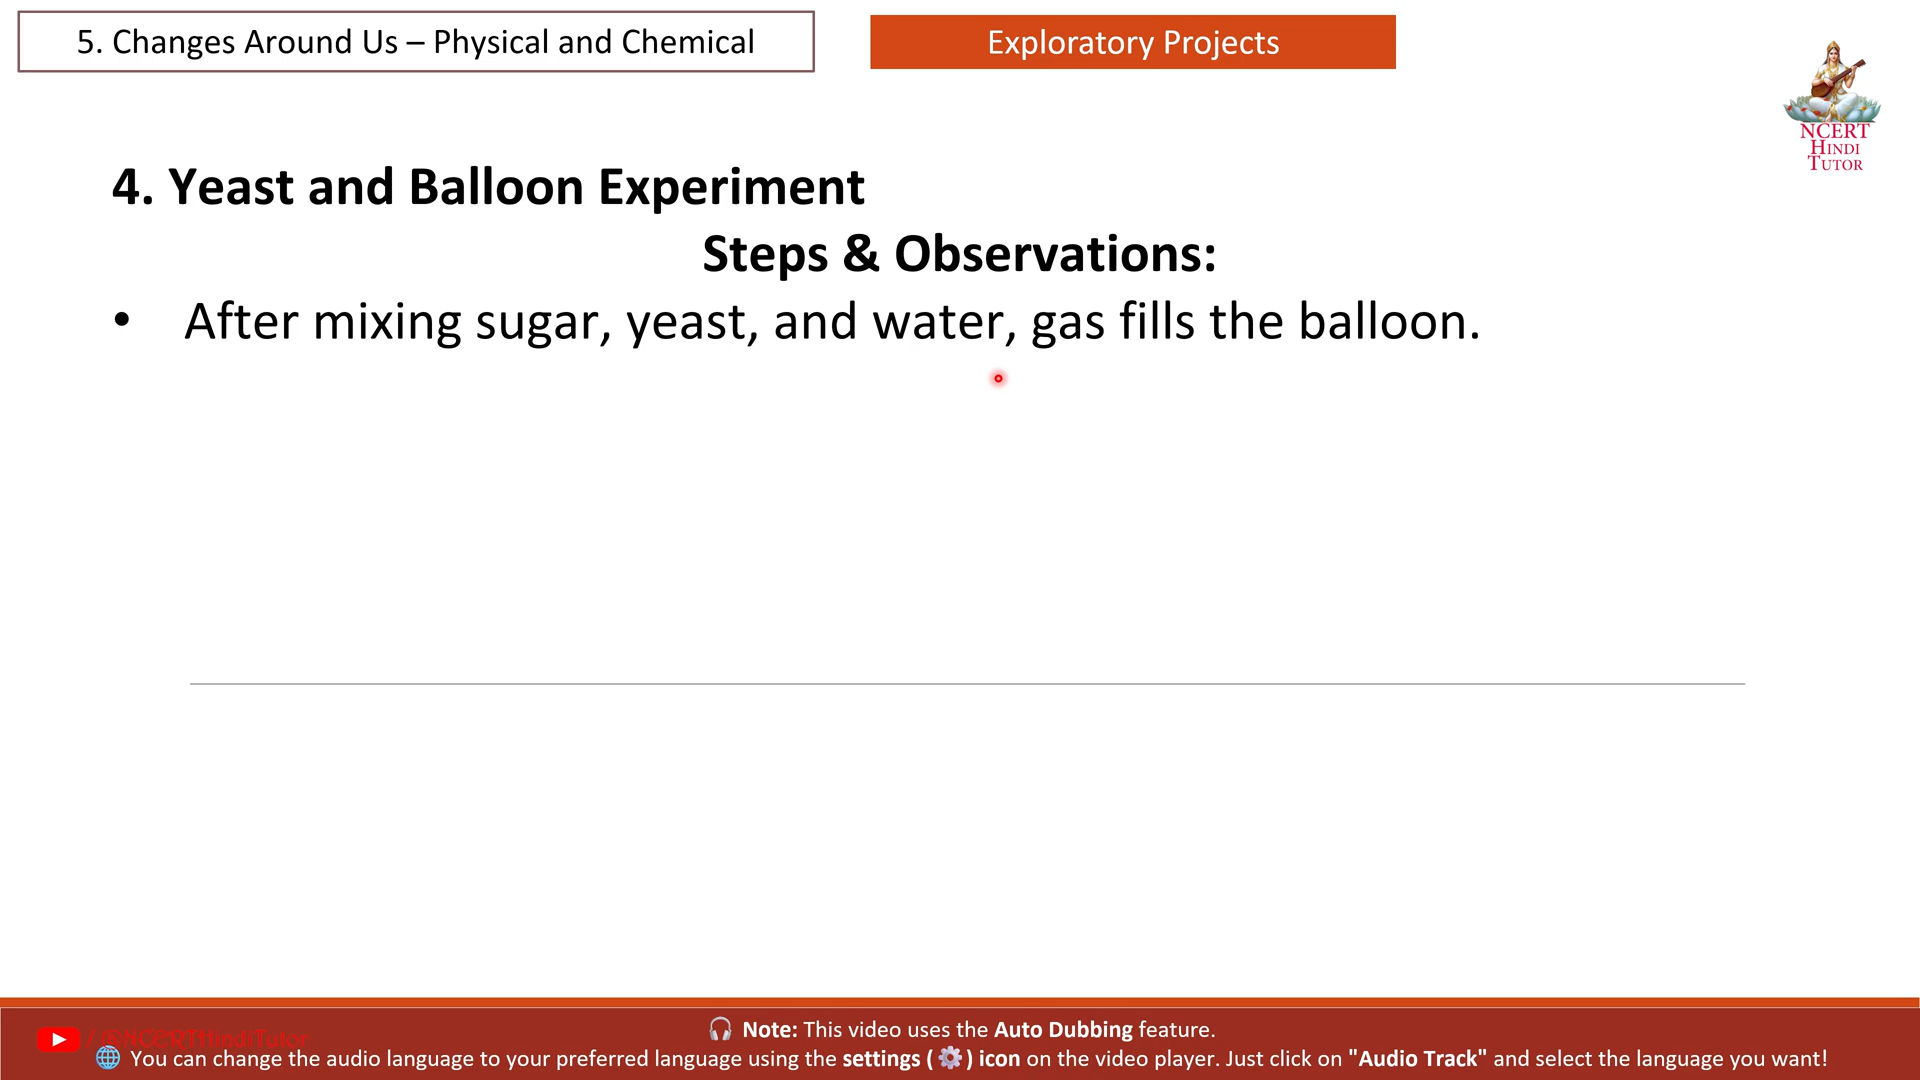 5. Changes Around Us – Physical and Chemical
Exploratory Projects
NCERT
HINDI
TUTOR
4. Yeast and Balloon Experiment
Steps & Observations:
• After mixing sugar, yeast, and water, gas fills the balloon.
/@NCERTHindiTutor
🎧 Note: This video uses the Auto Dubbing feature.
🌐 You can change the audio language to your preferred language using the settings ( ⚙️ ) icon on the video player. Just click on "Audio Track" and select the language you want!